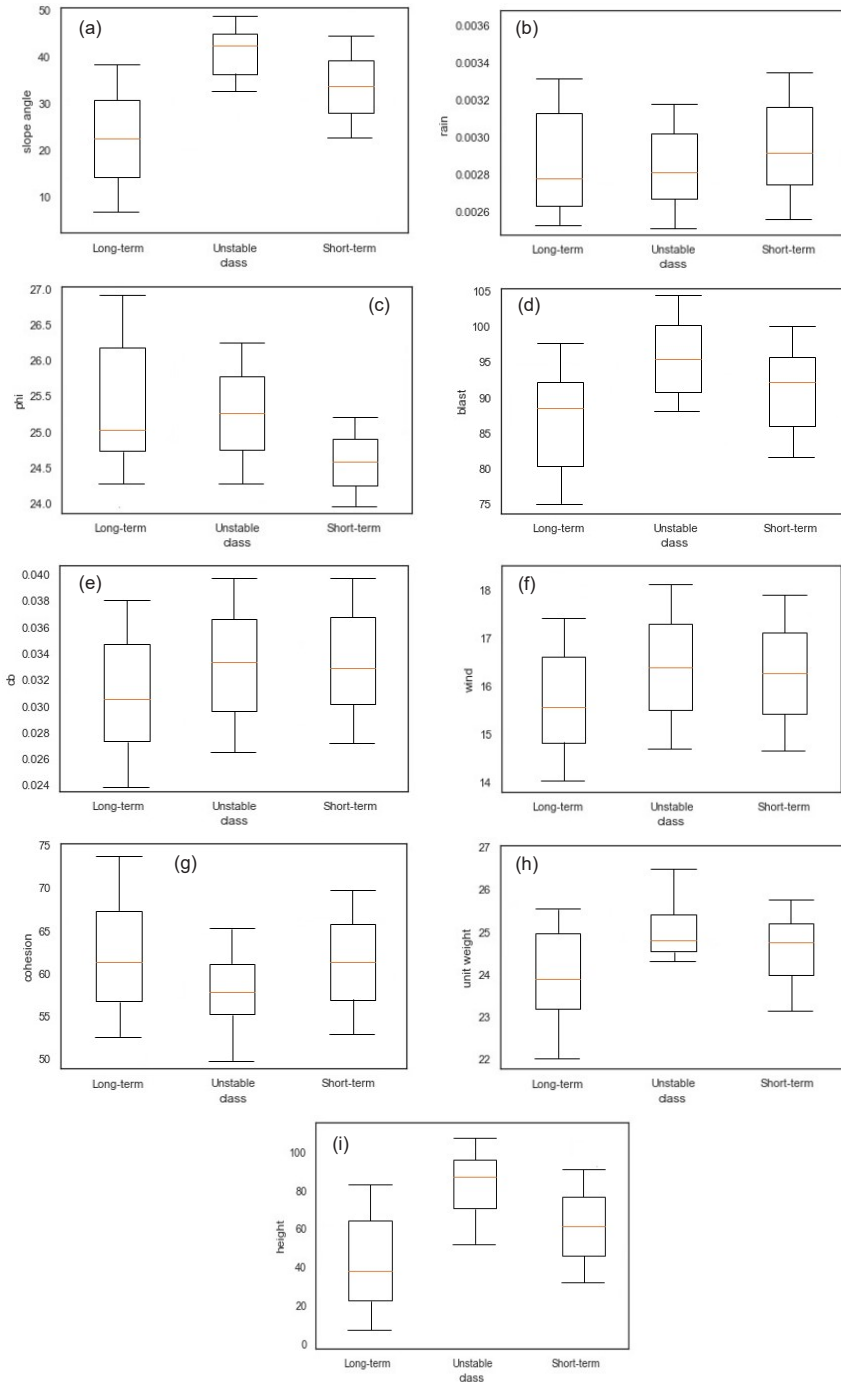 (a)
50
40
30
20
10
slope angle
Long-term Unstable Short-term
class
(b)
0.0036
0.0034
0.0032
0.0030
0.0028
0.0026
rain
Long-term Unstable Short-term
class
(c)
27.0
26.5
26.0
25.5
25.0
24.5
24.0
phi
Long-term Unstable Short-term
class
(d)
105
100
95
90
85
80
75
blast
Long-term Unstable Short-term
class
(e)
0.040
0.038
0.036
0.034
0.032
0.030
0.028
0.026
0.024
cb
Long-term Unstable Short-term
class
(f)
18
17
16
15
14
wind
Long-term Unstable Short-term
class
(g)
75
70
65
60
55
50
cohesion
Long-term Unstable Short-term
class
(h)
27
26
25
24
23
22
unit weight
Long-term Unstable Short-term
class
(i)
100
80
60
40
20
0
height
Long-term Unstable Short-term
class